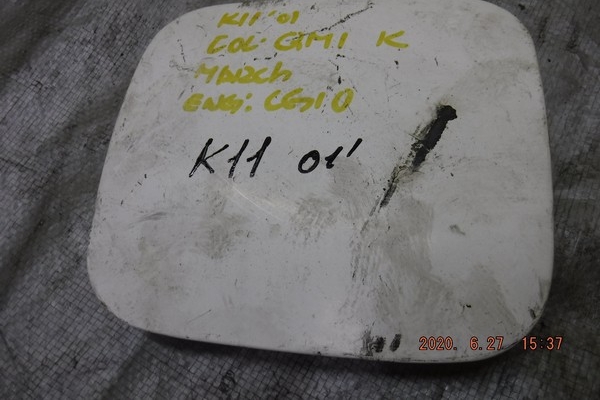 K11 01
COL QM1 K
MARCH
ENG: CG10
K11 01'
2020. 6.27 15:37